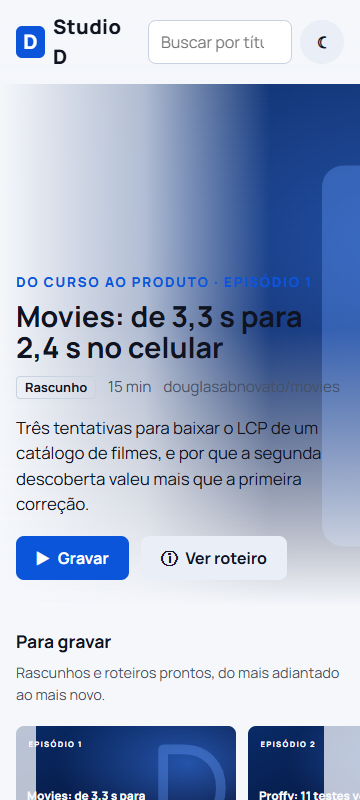 D
Studio
D
Buscar por títu
DO CURSO AO PRODUTO · EPISÓDIO 1
Movies: de 3,3 s para
2,4 s no celular
Rascunho 15 min douglasabnovato/movies
Três tentativas para baixar o LCP de um
catálogo de filmes, e por que a segunda
descoberta valeu mais que a primeira
correção.
Gravar
Ver roteiro
Para gravar
Rascunhos e roteiros prontos, do mais adiantado
ao mais novo.
EPISÓDIO 1
D
Movies: de 3,3 s para
EPISÓDIO 2
Proffy: 11 testes v